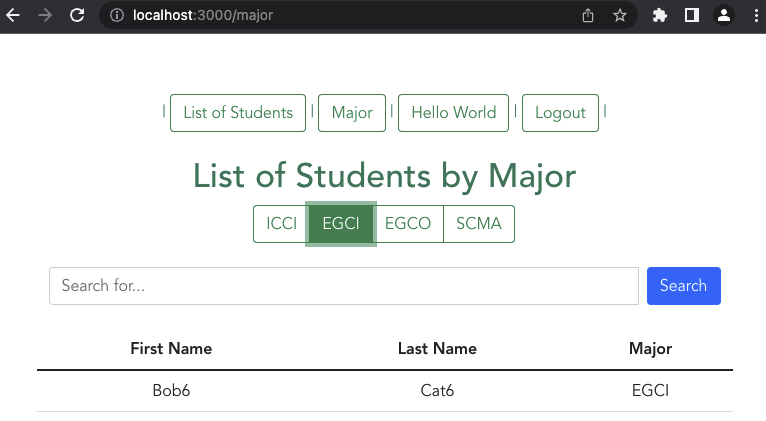 localhost:3000/major
| List of Students | Major | Hello World | Logout |
List of Students by Major
ICCI EGCI EGCO SCMA
Search for... Search
First Name Last Name Major
Bob6 Cat6 EGCI